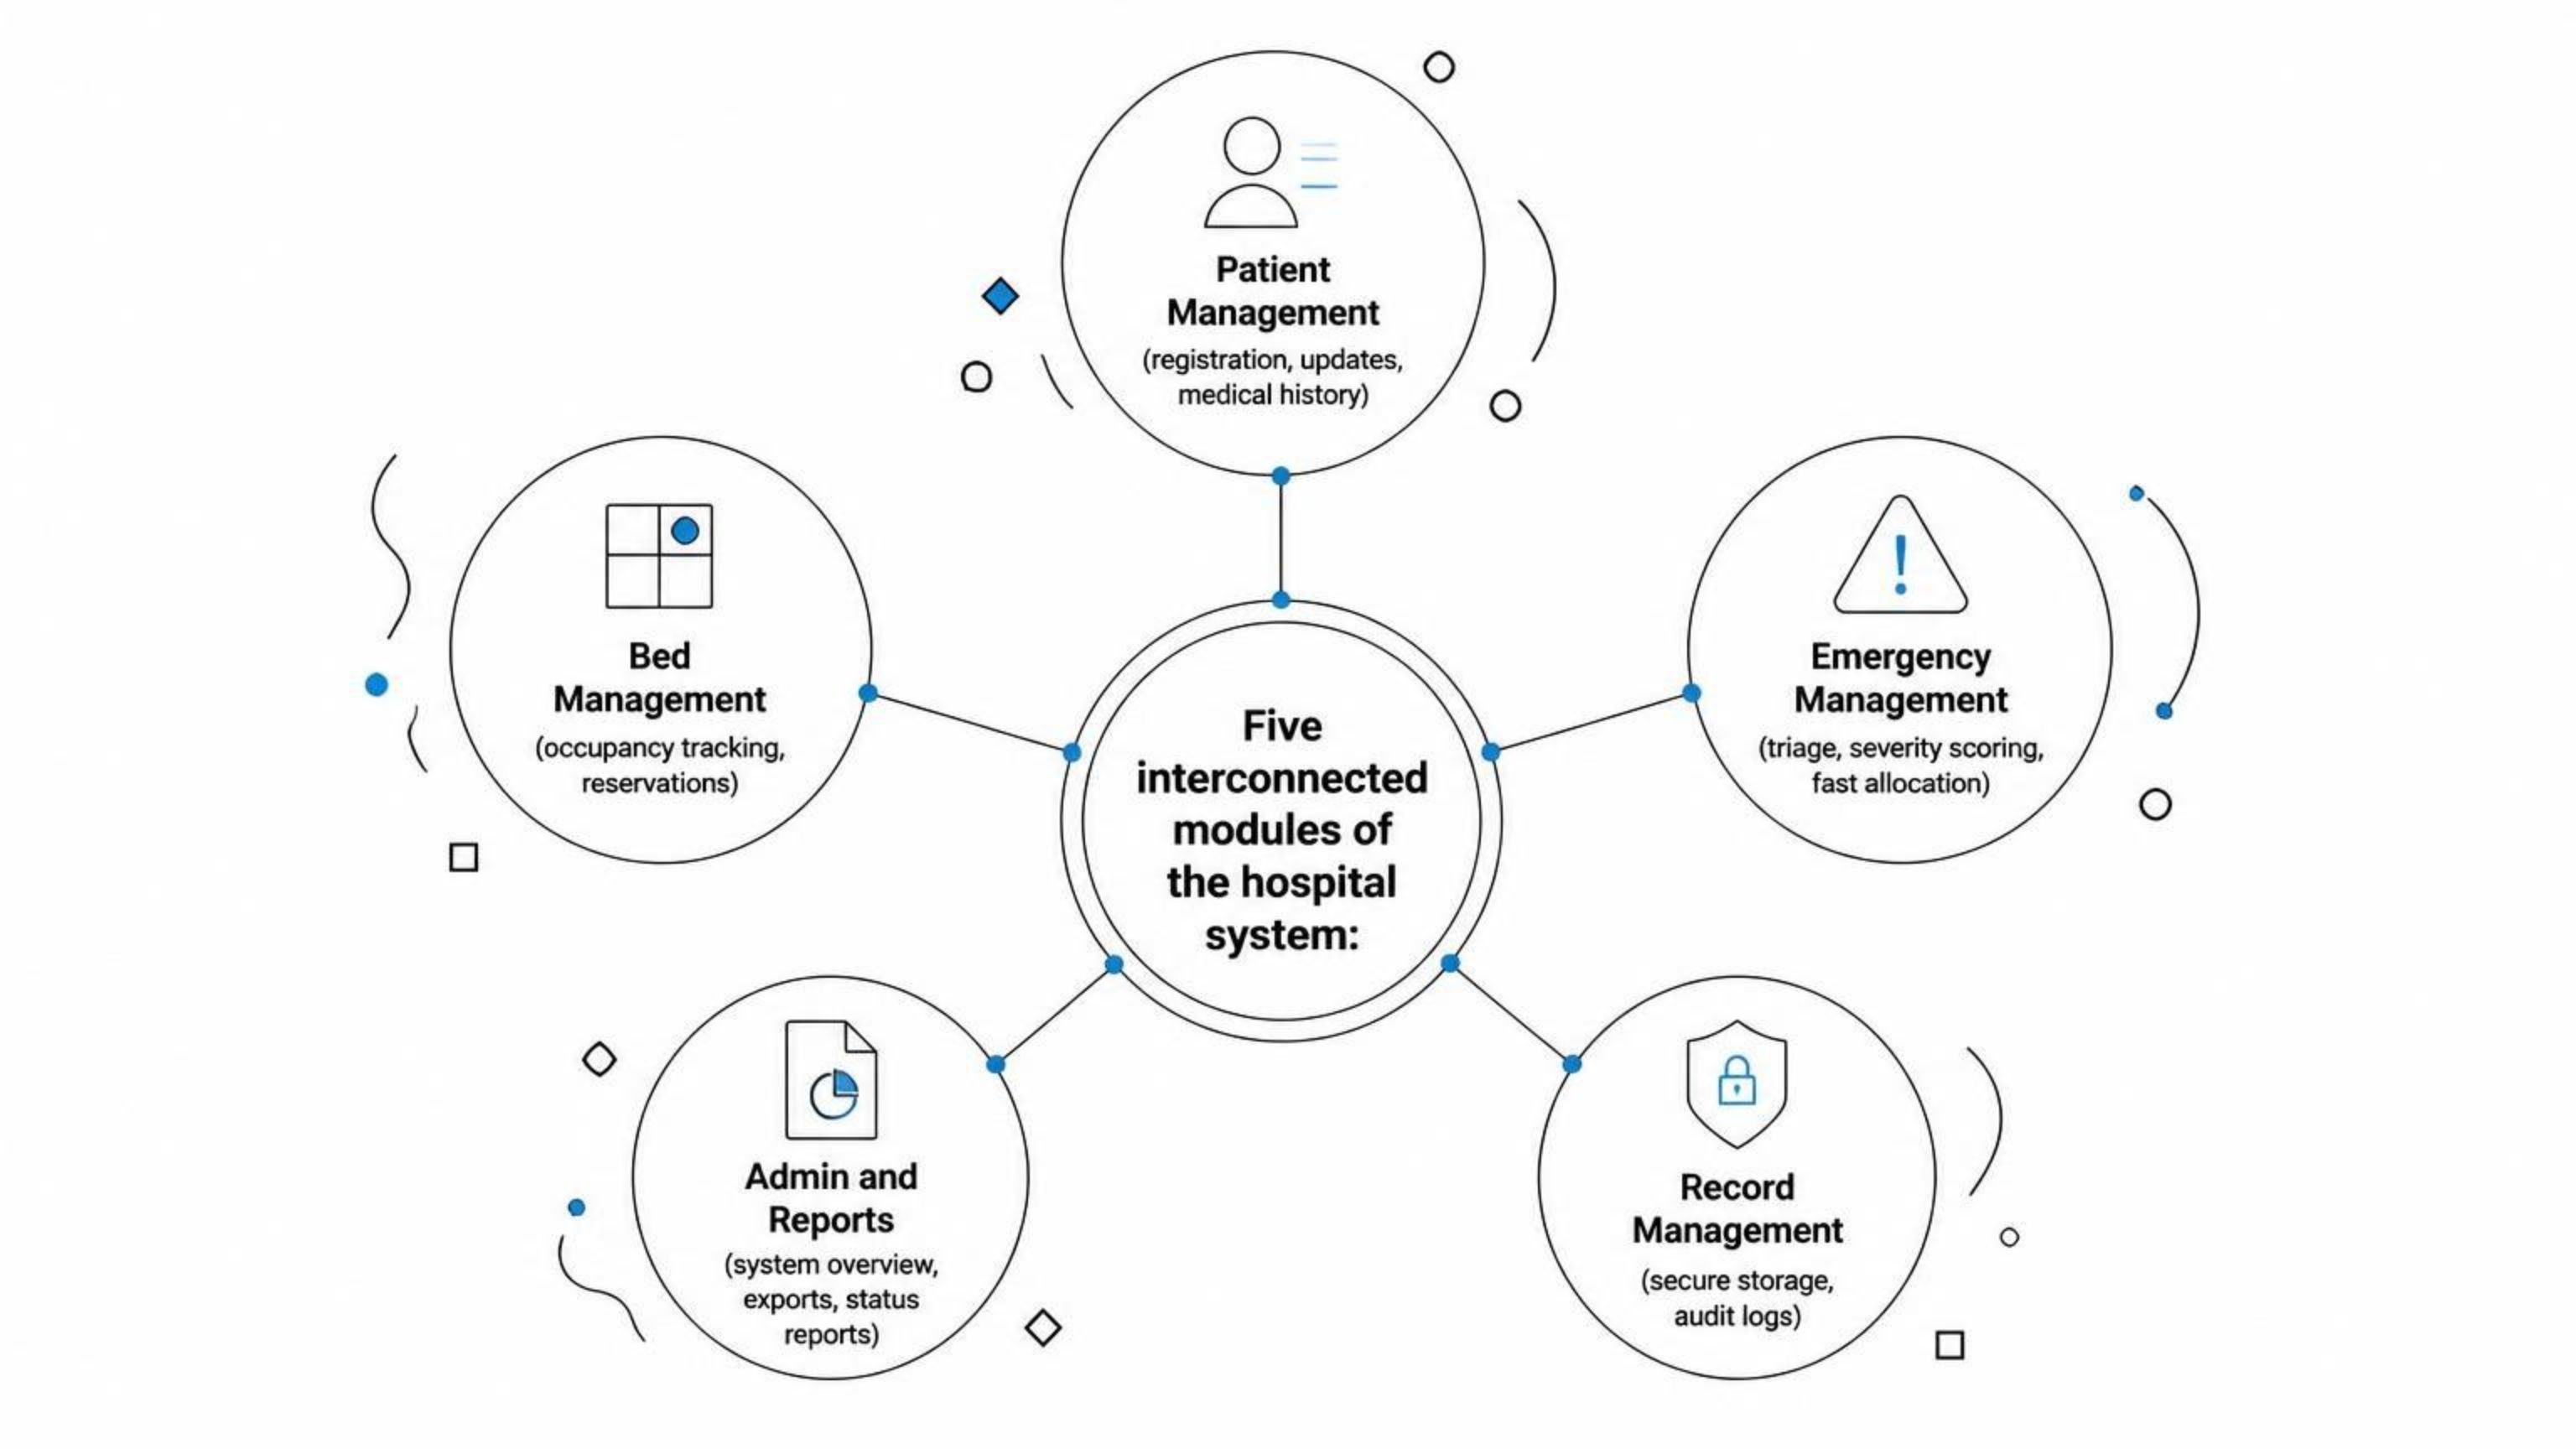 Patient
Management
(registration, updates,
medical history)
Bed
Management
(occupancy tracking,
reservations)
Emergency
Management
(triage, severity scoring,
fast allocation)
Five
interconnected
modules of
the hospital
system:
Admin and
Reports
(system overview,
exports, status
reports)
Record
Management
(secure storage,
audit logs)